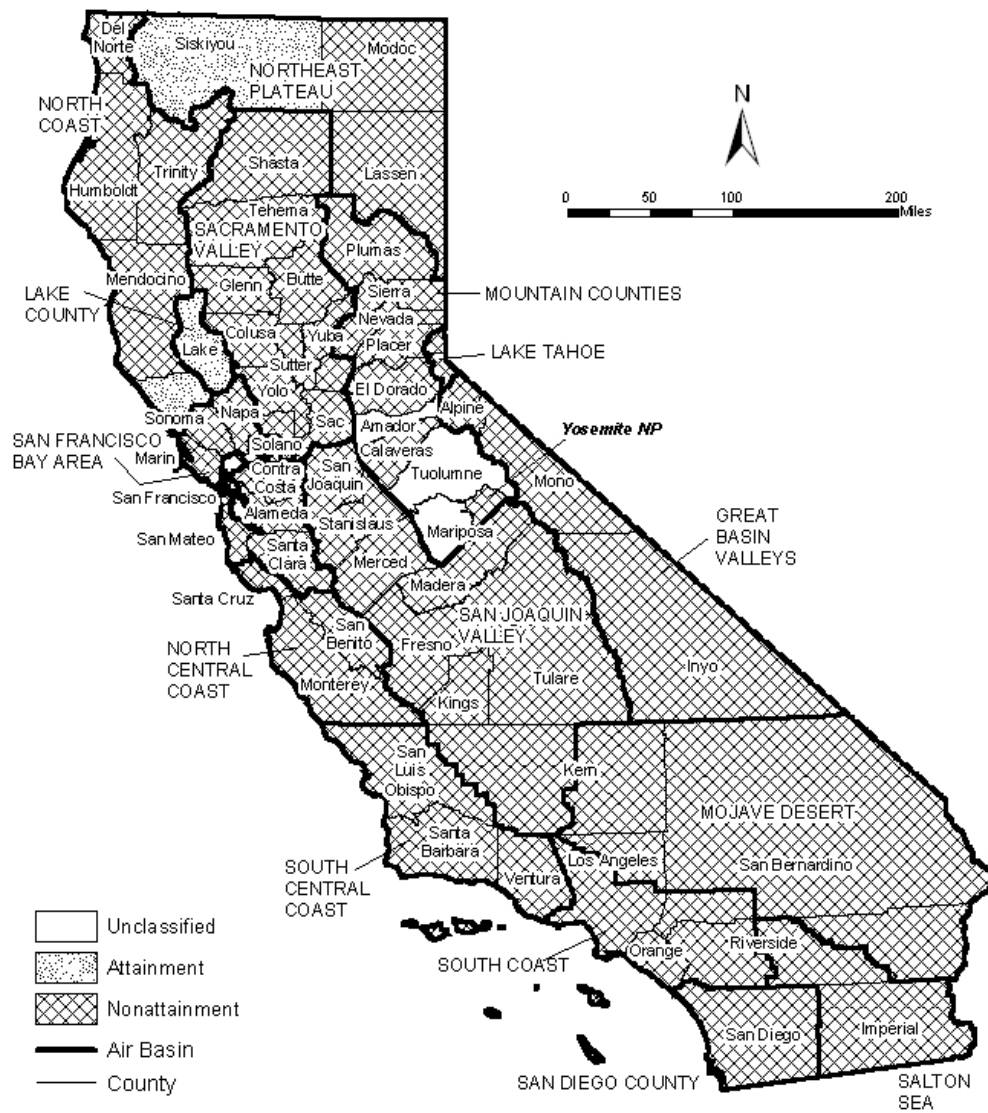 Del
Norte
Siskiyou
Modoc
NORTHEAST
PLATEAU
NORTH
COAST
N
Shasta
Trinity
Lassen
Humboldt
0 50 100 200
Miles
Tehema
SACRAMENTO
VALLEY
Plumas
Mendocino
Glenn
Butte
Sierra
MOUNTAIN COUNTIES
LAKE
COUNTY
Nevada
Colusa
Yuba
Placer
Lake
LAKE TAHOE
Sutter
Yolo
El Dorado
Napa
Alpine
Sonoma
Sac
Amador
Yosemite NP
SAN FRANCISCO
BAY AREA
Solano
Marin
Calaveras
Contra
Costa
San
Joaquin
Tuolumne
Mono
San Francisco
Alameda
Stanislaus
GREAT
BASIN
VALLEYS
Mariposa
San Mateo
Santa
Clara
Merced
Madera
Santa Cruz
SAN JOAQUIN
VALLEY
San
Benito
Fresno
NORTH
CENTRAL
COAST
Inyo
Tulare
Monterey
Kings
San
Luis
Obispo
Kern
MOJAVE DESERT
Santa
Barbara
Los Angeles
San Bernardino
SOUTH
CENTRAL
COAST
Ventura
Unclassified
Orange
Riverside
SOUTH COAST
Attainment
Nonattainment
San Diego
Imperial
Air Basin
County
SAN DIEGO COUNTY
SALTON
SEA